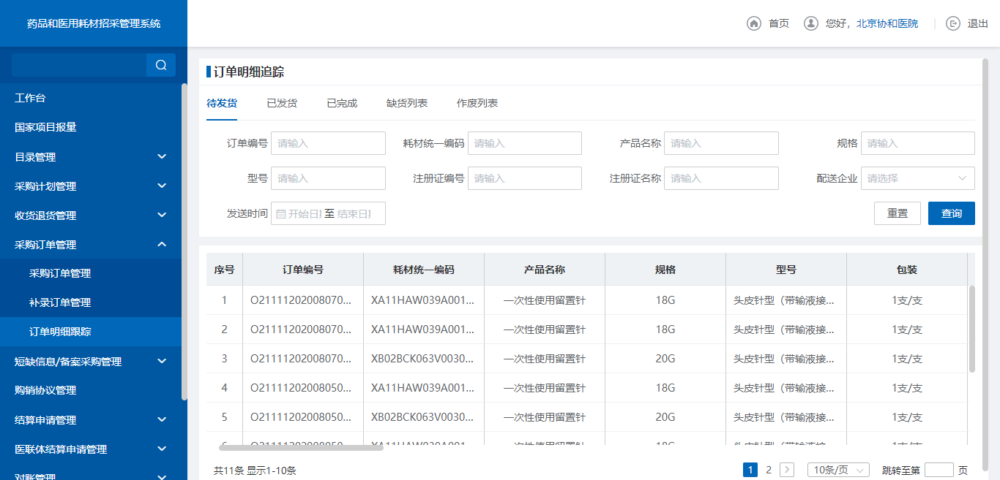 药品和医用耗材招采管理系统
首页 您好，北京协和医院 退出
工作台
国家项目报量
目录管理
采购计划管理
收货退货管理
采购订单管理
采购订单管理
补录订单管理
订单明细跟踪
短缺信息/备案采购管理
购销协议管理
结算申请管理
医联体结算申请管理
对账管理
订单明细追踪
待发货 已发货 已完成 缺货列表 作废列表
订单编号 请输入 耗材统一编码 请输入 产品名称 请输入 规格 请输入
型号 请输入 注册证编号 请输入 注册证名称 请输入 配送企业 请选择
发送时间 开始日 至 结束日 重置 查询
序号 订单编号 耗材统一编码 产品名称 规格 型号 包装
1 O21111202008070... XA11HAW039A001... 一次性使用留置针 18G 头皮针型（带输液接... 1支/支
2 O21111202008070... XA11HAW039A001... 一次性使用留置针 18G 头皮针型（带输液接... 1支/支
3 O21111202008070... XB02BCK063V0030... 一次性使用留置针 20G 头皮针型（带输液接... 1支/支
4 O21111202008050... XA11HAW039A001... 一次性使用留置针 18G 头皮针型（带输液接... 1支/支
5 O21111202008050... XB02BCK063V0030... 一次性使用留置针 20G 头皮针型（带输液接... 1支/支
共11条 显示1-10条 1 2 10条/页 跳转至第 页